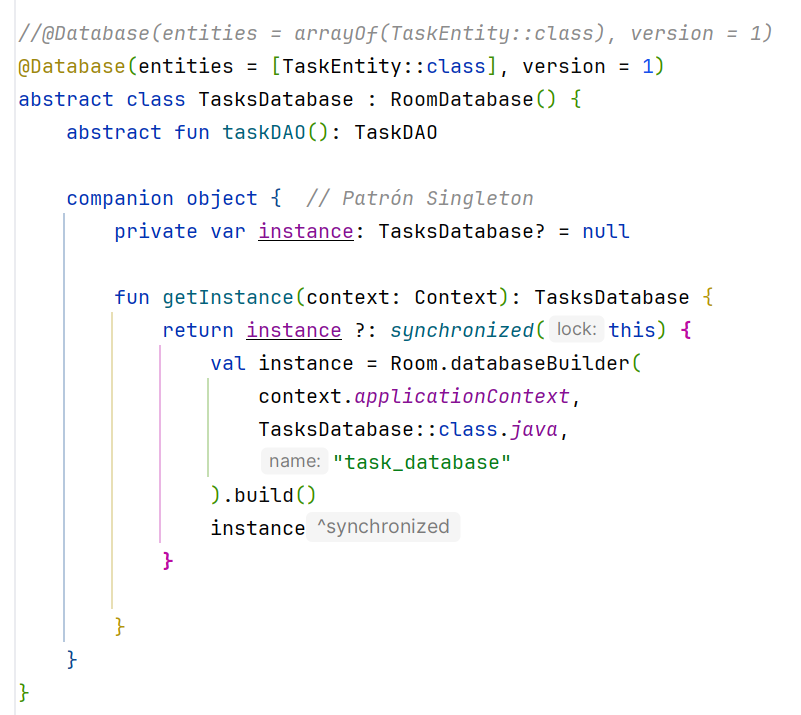 //@Database(entities = arrayOf(TaskEntity::class), version = 1)
@Database(entities = [TaskEntity::class], version = 1)
abstract class TasksDatabase : RoomDatabase() {
    abstract fun taskDAO(): TaskDAO

    companion object {  // Patrón Singleton
        private var instance: TasksDatabase? = null

        fun getInstance(context: Context): TasksDatabase {
            return instance ?: synchronized( lock: this) {
                val instance = Room.databaseBuilder(
                    context.applicationContext,
                    TasksDatabase::class.java,
                    name: "task_database"
                ).build()
                instance ^synchronized
            }

        }
    }
}